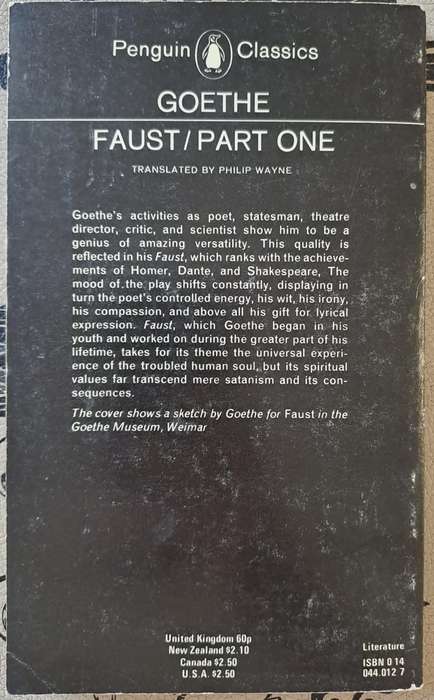 Penguin Classics
GOETHE
FAUST/PART ONE
TRANSLATED BY PHILIP WAYNE
Goethe's activities as poet, statesman, theatre
director, critic, and scientist show him to be a
genius of amazing versatility. This quality is
reflected in his Faust, which ranks with the achieve-
ments of Homer, Dante, and Shakespeare, The
mood of the play shifts constantly, displaying in
turn the poet's controlled energy, his wit, his irony,
his compassion, and above all his gift for lyrical
expression. Faust, which Goethe began in his
youth and worked on during the greater part of his
lifetime, takes for its theme the universal experi-
ence of the troubled human soul, but its spiritual
values far transcend mere satanism and its con-
sequences.
The cover shows a sketch by Goethe for Faust in the
Goethe Museum, Weimar
United Kingdom 60p
New Zealand $2.10
Canada $2.50
U.S.A. $2.50
Literature
ISBN 0 14
044.012 7